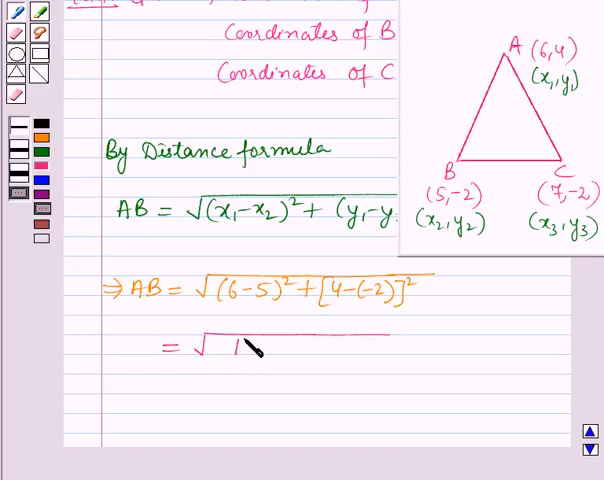 Coordinates of B
Coordinates of C
By Distance formula
AB = √(x₁-x₂)² + (y₁-y
⇒ AB = √(6-5)² + [4-(-2)]²
= √ 1
A (6,4)
(x₁,y₁)
B
C
(5,-2)
(7,-2)
(x₂,y₂)
(x₃,y₃)